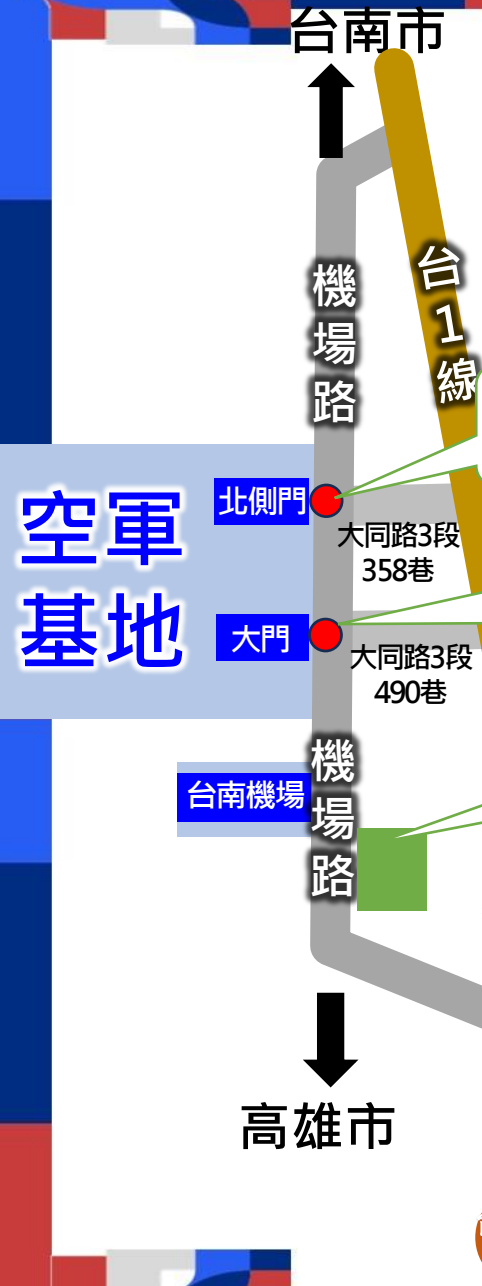 台南市
機場路
台1線
空軍
基地
北側門
大同路3段
358巷
大門
大同路3段
490巷
台南機場
機場路
高雄市